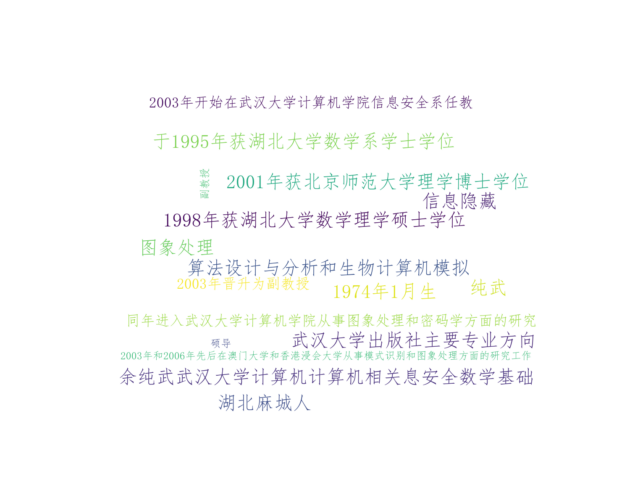 2003年开始在武汉大学计算机学院信息安全系任教
于1995年获湖北大学数学系学士学位
副教授
2001年获北京师范大学理学博士学位
信息隐藏
1998年获湖北大学数学理学硕士学位
图象处理
算法设计与分析和生物计算机模拟
2003年晋升为副教授
1974年1月生
纯武
同年进入武汉大学计算机学院从事图象处理和密码学方面的研究
硕导
武汉大学出版社主要专业方向
2003年和2006年先后在澳门大学和香港浸会大学从事模式识别和图象处理方面的研究工作
余纯武武汉大学计算机计算机相关息安全数学基础
湖北麻城人